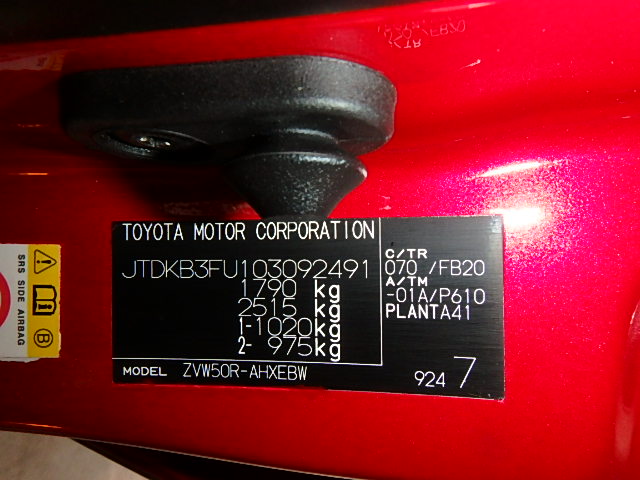 TOYOTA MOTOR CORPORATION
JTDKB3FU103092491
1790 kg
2515 kg
1-1020kg
2- 975kg
C/TR
070 /FB20
A/TM
-01A/P610
PLANTA41
MODEL ZVW50R-AHXEBW
924 7
SRS SIDE AIRBAG
B